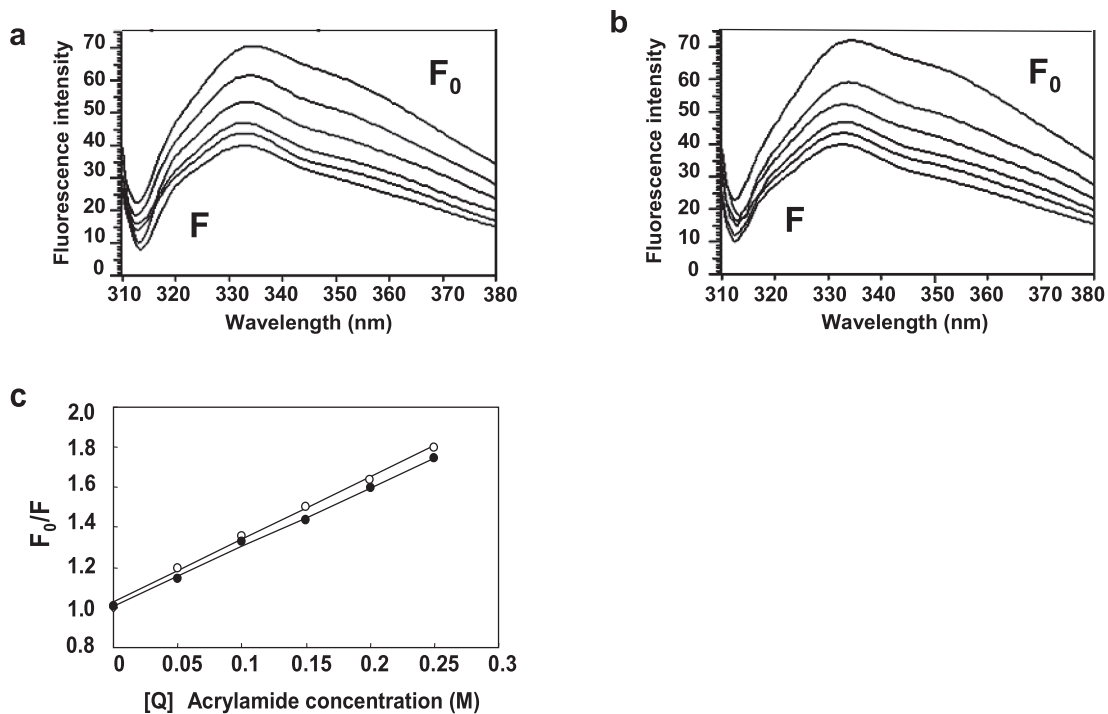 a
70
60
50
40
30
20
10
0
Fluorescence intensity
F0
F
310 320 330 340 350 360 370 380
Wavelength (nm)
b
70
60
50
40
30
20
10
0
Fluorescence intensity
F0
F
310 320 330 340 350 360 370 380
Wavelength (nm)
c
2.0
1.8
1.6
1.4
1.2
1.0
0.8
F0/F
0 0.05 0.1 0.15 0.2 0.25 0.3
[Q] Acrylamide concentration (M)